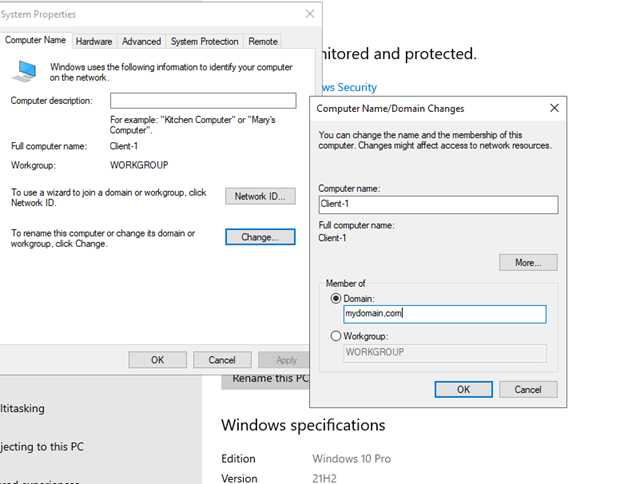 System Properties
Computer Name Hardware Advanced System Protection Remote
Windows uses the following information to identify your computer
on the network.
Computer description:
For example: "Kitchen Computer" or "Mary's
Computer".
Full computer name: Client-1
Workgroup: WORKGROUP
To use a wizard to join a domain or workgroup, click
Network ID.
Network ID...
To rename this computer or change its domain or
workgroup, click Change.
Change...
OK Cancel Apply
nitored and protected.
ws Security
Computer Name/Domain Changes
You can change the name and the membership of this
computer. Changes might affect access to network resources.
Computer name:
Client-1
Full computer name:
Client-1
More...
Member of
Domain:
mydomain,com
Workgroup:
WORKGROUP
OK Cancel
Rename this PC
ltitasking
jecting to this PC
Windows specifications
Edition Windows 10 Pro
Version 21H2